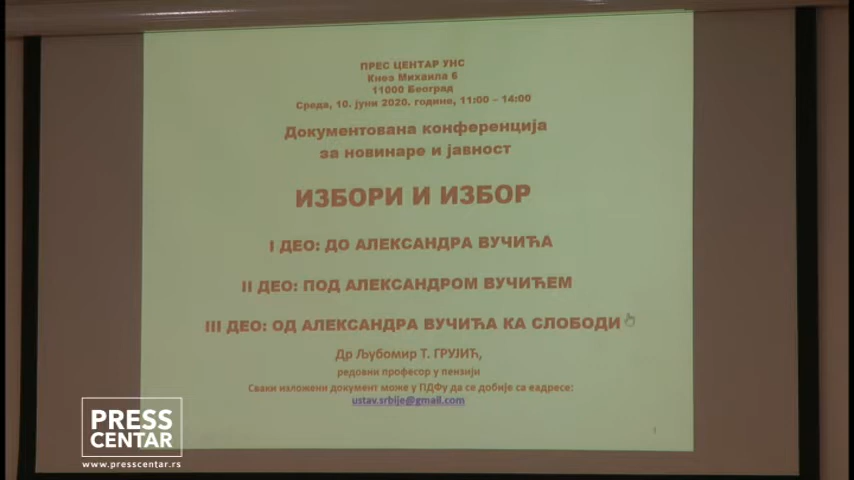 ПРЕС ЦЕНТАР УНС
Кнез Михаила 6
11000 Београд
Среда, 10. јуни 2020. године, 11:00 – 14:00
Документована конференција
за новинаре и јавност
ИЗБОРИ И ИЗБОР
I ДЕО: ДО АЛЕКСАНДРА ВУЧИЋА
II ДЕО: ПОД АЛЕКСАНДРОМ ВУЧИЋЕМ
III ДЕО: ОД АЛЕКСАНДРА ВУЧИЋА КА СЛОБОДИ
Др Љубомир Т. ГРУЈИЋ,
редовни професор у пензији
Сваки изложени документ може у ПДФу да се добије са еадресе:
ustav.srbije@gmail.com
1
PRESS
CENTAR
www.presscentar.rs